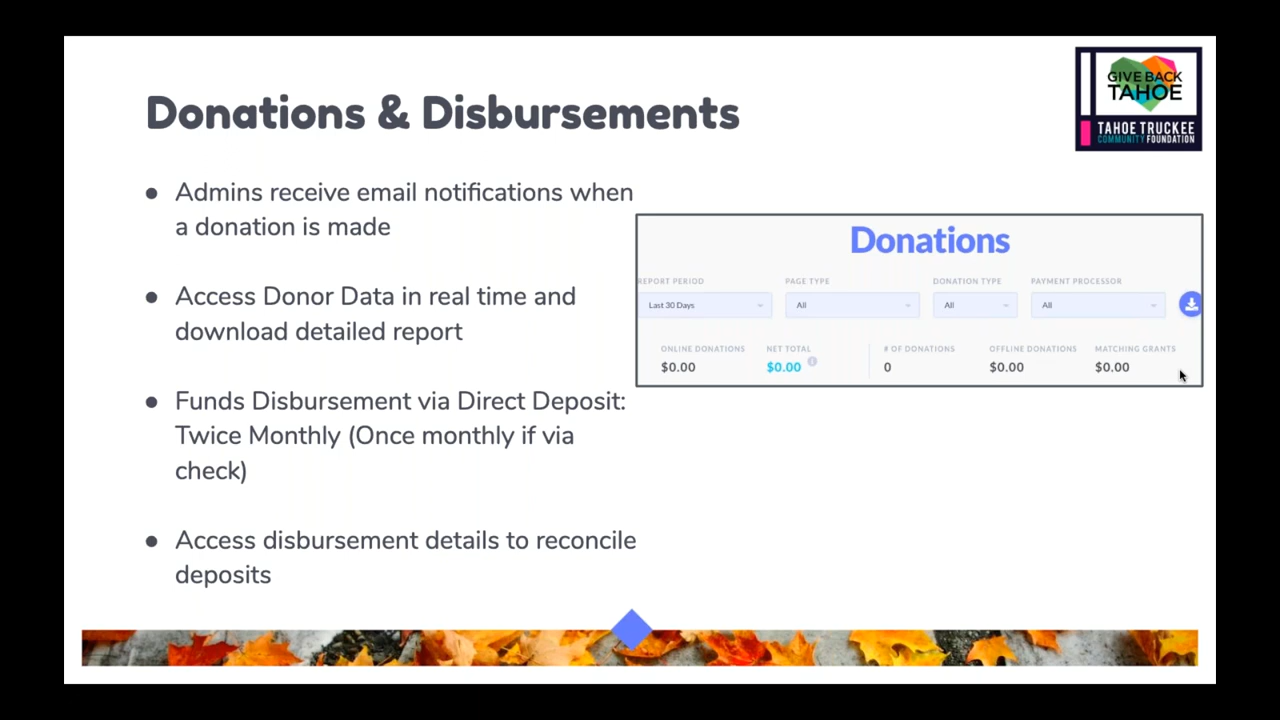 GIVE BACK
TAHOE
TAHOE TRUCKEE
COMMUNITY FOUNDATION
Donations & Disbursements
● Admins receive email notifications when
a donation is made
● Access Donor Data in real time and
download detailed report
● Funds Disbursement via Direct Deposit:
Twice Monthly (Once monthly if via
check)
● Access disbursement details to reconcile
deposits
Donations
REPORT PERIOD PAGE TYPE DONATION TYPE PAYMENT PROCESSOR
Last 30 Days All All All
ONLINE DONATIONS NET TOTAL # OF DONATIONS OFFLINE DONATIONS MATCHING GRANTS
$0.00 $0.00 0 $0.00 $0.00